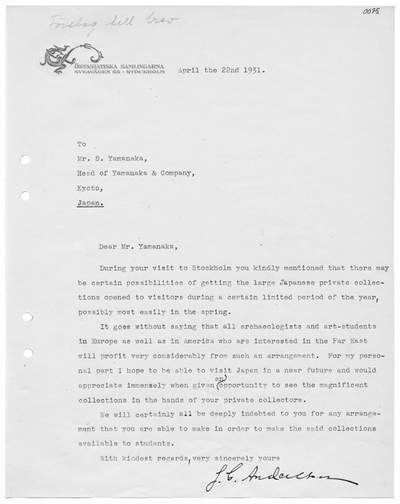 0075
Förslag till brev
ÖSTASIATISKA SAMLINGARNA
SVEAVÄGEN 65 · STOCKHOLM
April the 22nd 1931.
To
Mr. S. Yamanaka,
Head of Yamanaka & Company,
Kyoto,
Japan.
Dear Mr. Yamanaka,
During your visit to Stockholm you kindly mentioned that there may
be certain possibilities of getting the large Japanese private collec-
tions opened to visitors during a certain limited period of the year,
possibly most easily in the spring.
It goes without saying that all archaeologists and art-students
in Europe as well as in America who are interested in the Far East
will profit very considerably from such an arrangement. For my perso-
nal part I hope to be able to visit Japan in a near future and would
appreciate immensely when given an opportunity to see the magnificent
collections in the hands of your private collectors.
We will certainly all be deeply indebted to you for any arrange-
ment that you are able to make in order to make the said collections
available to students.
With kindest regards, very sincerely yours
J. G. Andersson